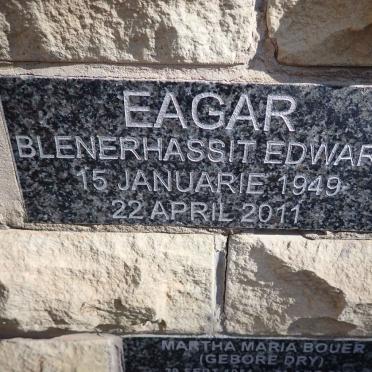 EAGAR
BLENERHASSIT EDWAR
15 JANUARIE 1949
22 APRIL 2011
MARTHA MARIA BOUER
(GEBORE DRY)